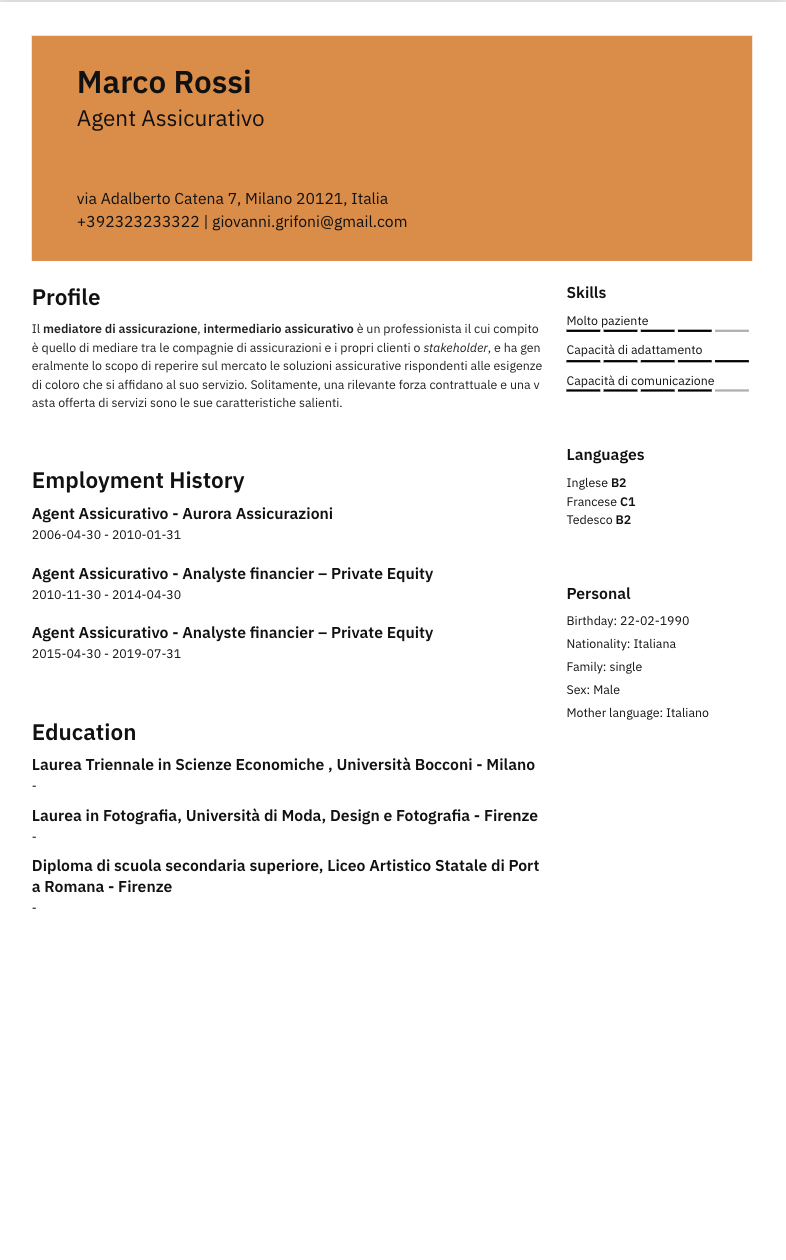 Marco Rossi
Agent Assicurativo
via Adalberto Catena 7, Milano 20121, Italia
+392323233322 | giovanni.grifoni@gmail.com
Profile
Il mediatore di assicurazione, intermediario assicurativo è un professionista il cui compito
è quello di mediare tra le compagnie di assicurazioni e i propri clienti o stakeholder, e ha gen
eralmente lo scopo di reperire sul mercato le soluzioni assicurative rispondenti alle esigenze
di coloro che si affidano al suo servizio. Solitamente, una rilevante forza contrattuale e una v
asta offerta di servizi sono le sue caratteristiche salienti.
Employment History
Agent Assicurativo - Aurora Assicurazioni
2006-04-30 - 2010-01-31
Agent Assicurativo - Analyste financier – Private Equity
2010-11-30 - 2014-04-30
Agent Assicurativo - Analyste financier – Private Equity
2015-04-30 - 2019-07-31
Education
Laurea Triennale in Scienze Economiche , Università Bocconi - Milano
-
Laurea in Fotografia, Università di Moda, Design e Fotografia - Firenze
-
Diploma di scuola secondaria superiore, Liceo Artistico Statale di Port
a Romana - Firenze
-
Skills
Molto paziente
Capacità di adattamento
Capacità di comunicazione
Languages
Inglese B2
Francese C1
Tedesco B2
Personal
Birthday: 22-02-1990
Nationality: Italiana
Family: single
Sex: Male
Mother language: Italiano